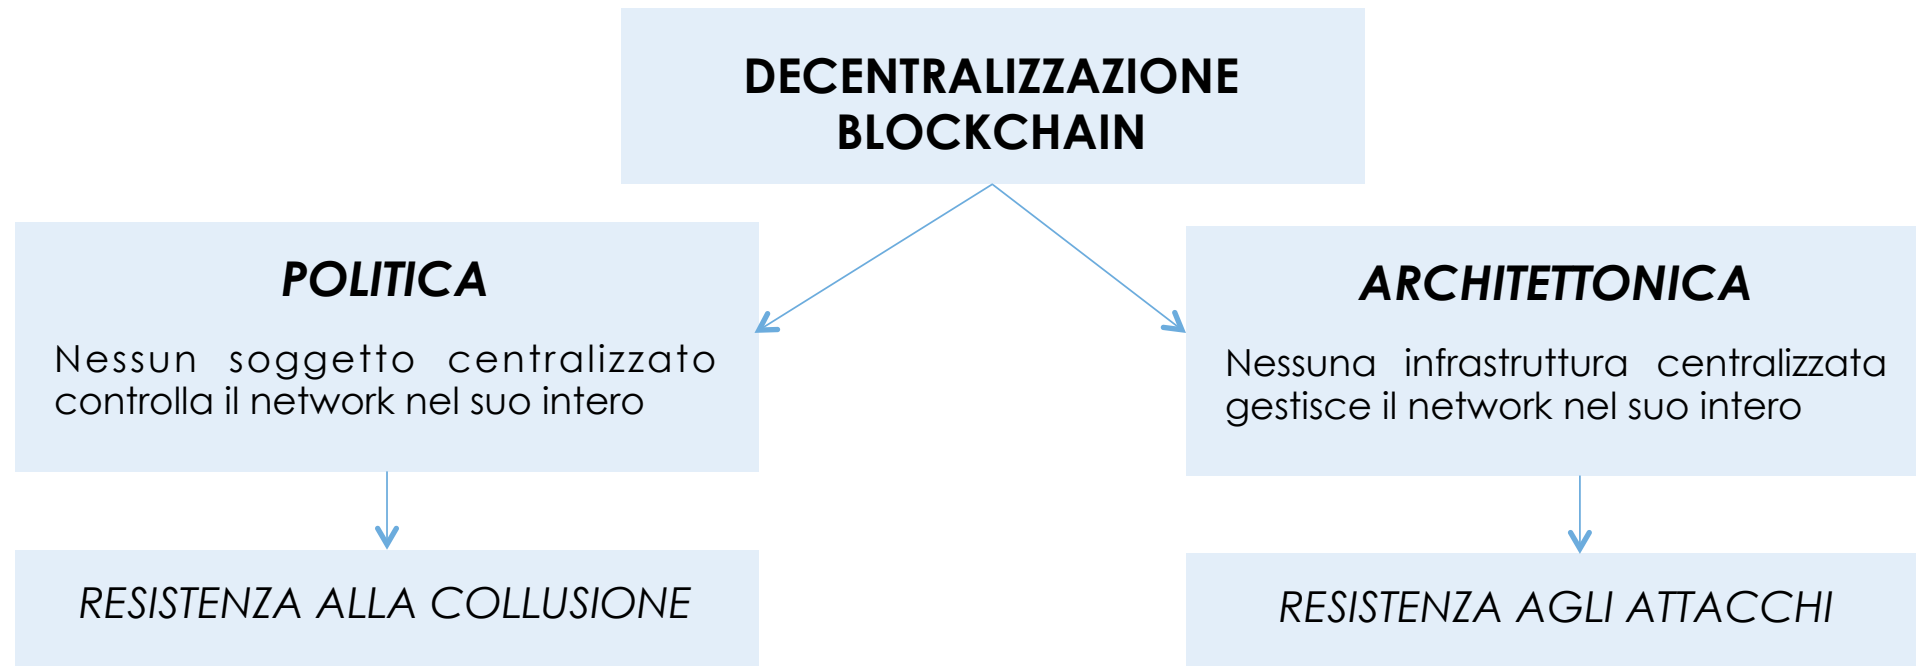 DECENTRALIZZAZIONE
BLOCKCHAIN
POLITICA
Nessun soggetto centralizzato
controlla il network nel suo intero
ARCHITETTONICA
Nessuna infrastruttura centralizzata
gestisce il network nel suo intero
RESISTENZA ALLA COLLUSIONE
RESISTENZA AGLI ATTACCHI